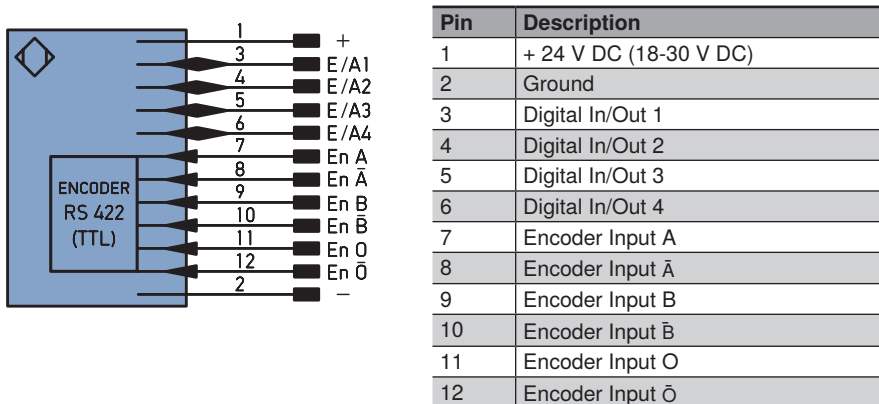 1 +
3 E/A1
4 E/A2
5 E/A3
6 E/A4
7 En A
8 En Ā
9 En B
10 En B̄
11 En 0
12 En 0̄
2 −
ENCODER
RS 422
(TTL)
Pin Description
1 + 24 V DC (18-30 V DC)
2 Ground
3 Digital In/Out 1
4 Digital In/Out 2
5 Digital In/Out 3
6 Digital In/Out 4
7 Encoder Input A
8 Encoder Input Ā
9 Encoder Input B
10 Encoder Input B̄
11 Encoder Input O
12 Encoder Input Ō